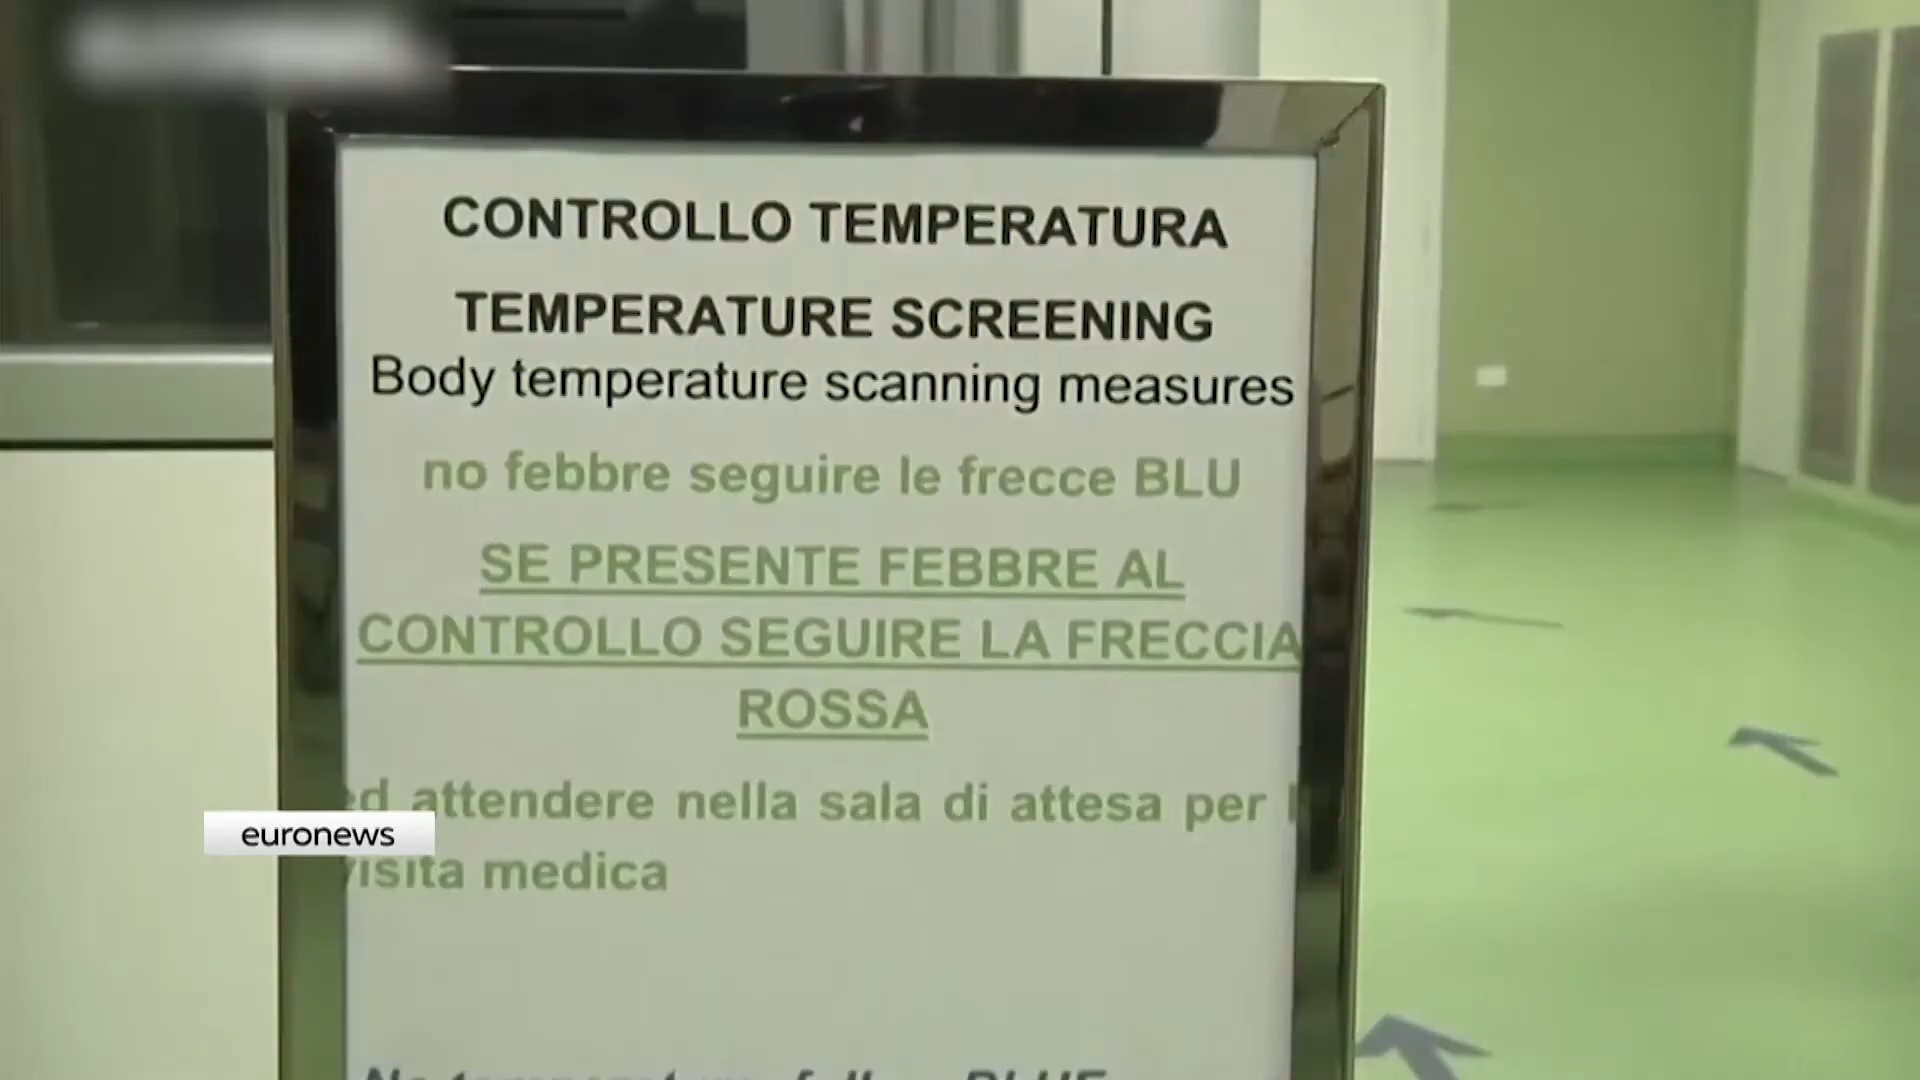 CONTROLLO TEMPERATURA
TEMPERATURE SCREENING
Body temperature scanning measures
no febbre seguire le frecce BLU
SE PRESENTE FEBBRE AL
CONTROLLO SEGUIRE LA FRECCIA
ROSSA
ed attendere nella sala di attesa per
visita medica
euronews